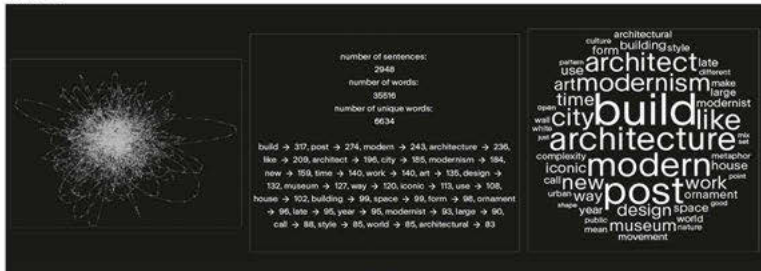 number of sentences:
2948
number of words:
35516
number of unique words:
6634
build → 317, post → 274, modern → 243, architecture → 236,
like → 209, architect → 196, city → 185, modernism → 184,
new → 159, time → 140, work → 140, art → 135, design →
132, museum → 127, way → 120, iconic → 113, use → 108,
house → 102, building → 99, space → 99, form → 98, ornament
→ 96, late → 95, year → 95, modernist → 93, large → 90,
call → 88, style → 85, world → 85, architectural → 83
architectural
culture
form building style
use architect late
pattern
different
art modernism make
large
time
modernist
open
city build like
wall
white
just
architecture
mix
set
complexity
modern
metaphor
iconic
house
call new
point
post
work
urban way
ornament
shape
year
design space
good
public
world
mean
museum
nature
movement